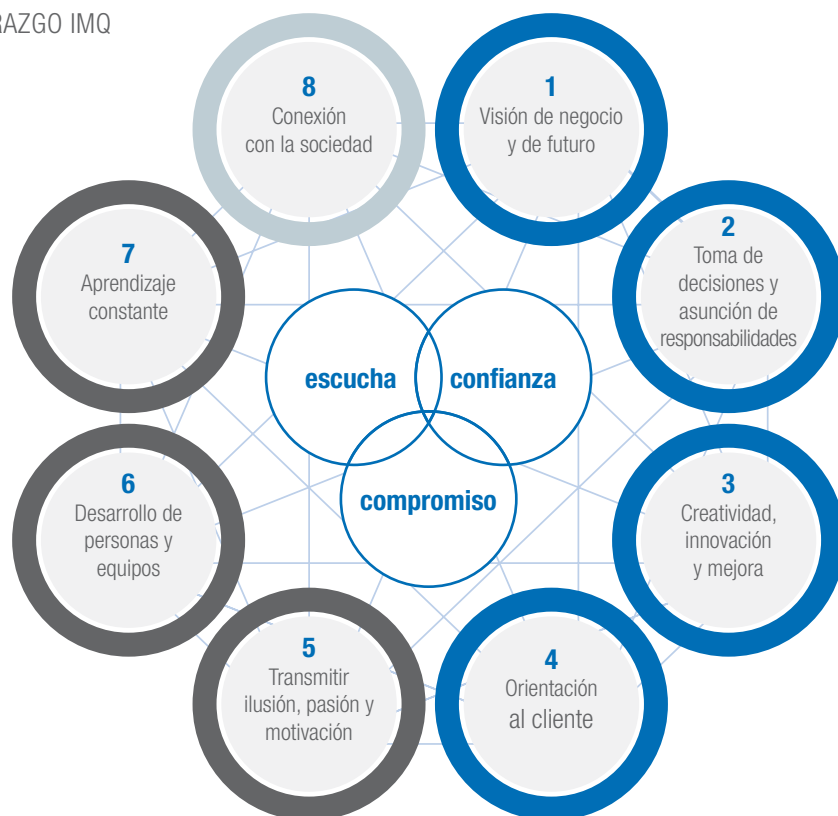 RAZGO IMQ
8
Conexión
con la sociedad
1
Visión de negocio
y de futuro
7
Aprendizaje
constante
2
Toma de
decisiones y
asunción de
responsabilidades
escucha
confianza
compromiso
6
Desarrollo de
personas y
equipos
3
Creatividad,
innovación
y mejora
5
Transmitir
ilusión, pasión y
motivación
4
Orientación
al cliente